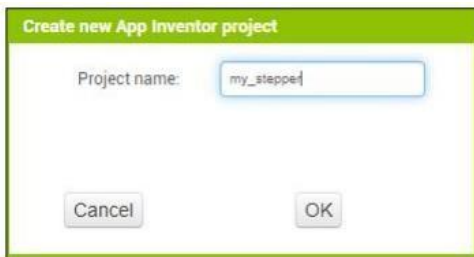 Create new App Inventor project
Project name: my_stepper
Cancel OK